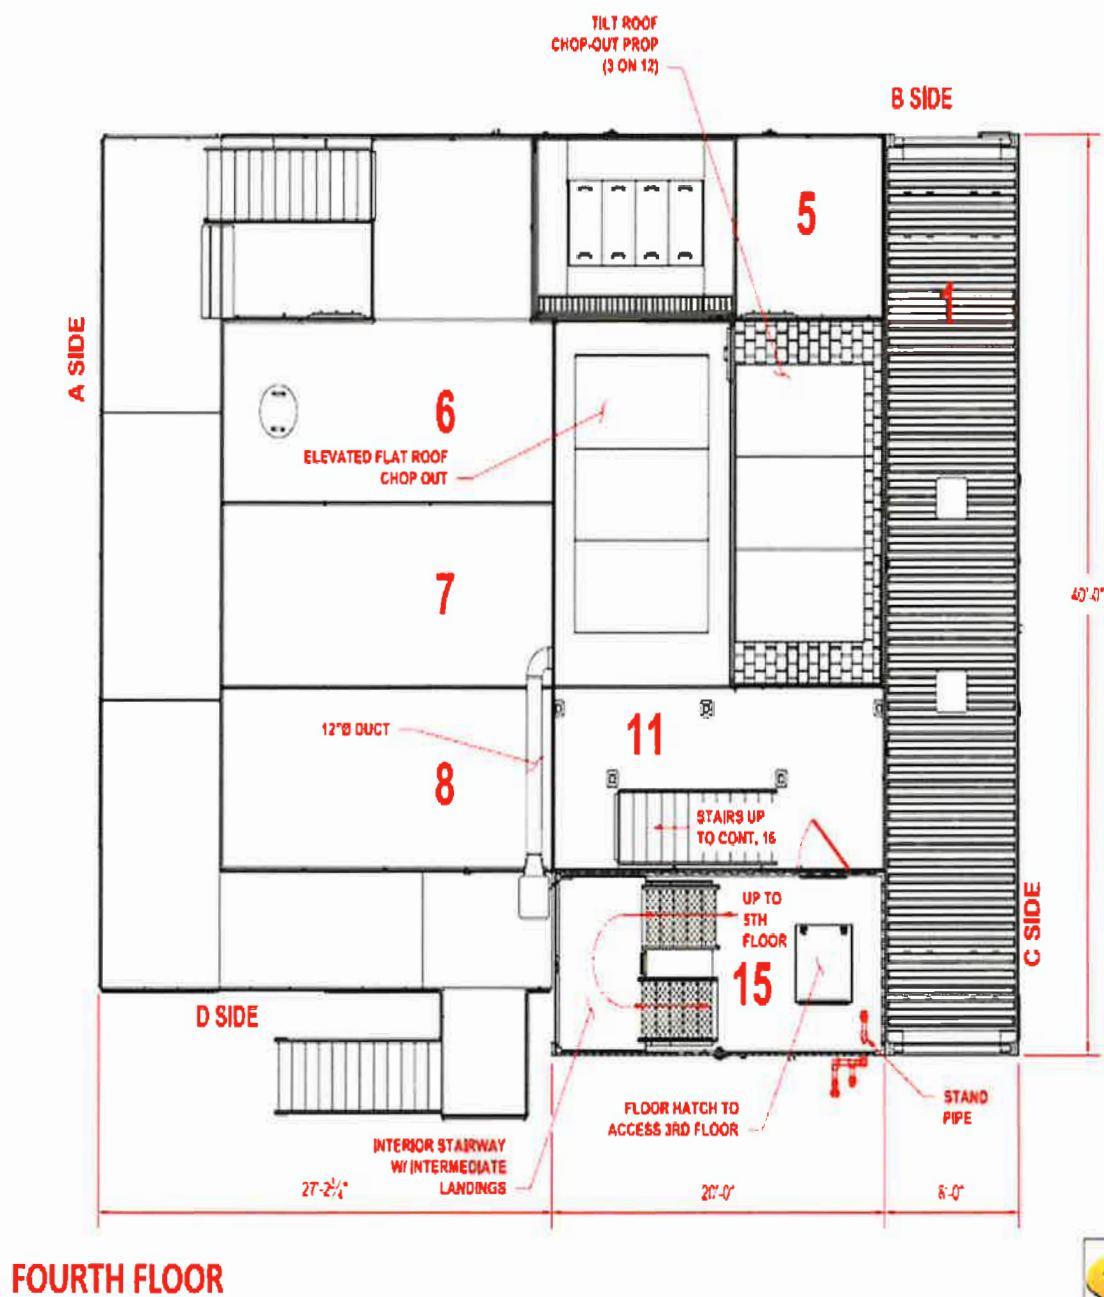 TILT ROOF
CHOP-OUT PROP
(3 ON 12)
B SIDE
5
1
A SIDE
6
ELEVATED FLAT ROOF
CHOP OUT
7
40'-0"
11
12"Ø DUCT
8
STAIRS UP
TO CONT. 16
UP TO
5TH
FLOOR
C SIDE
15
D SIDE
FLOOR HATCH TO
ACCESS 3RD FLOOR
STAND
PIPE
INTERIOR STAIRWAY
W/ INTERMEDIATE
LANDINGS
27'-2¼"
20'-0"
8'-0"
FOURTH FLOOR